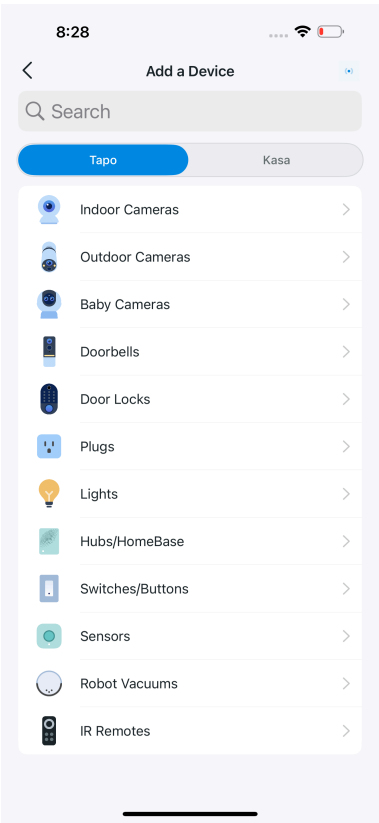 8:28
Add a Device
Search
Tapo
Kasa
Indoor Cameras
Outdoor Cameras
Baby Cameras
Doorbells
Door Locks
Plugs
Lights
Hubs/HomeBase
Switches/Buttons
Sensors
Robot Vacuums
IR Remotes